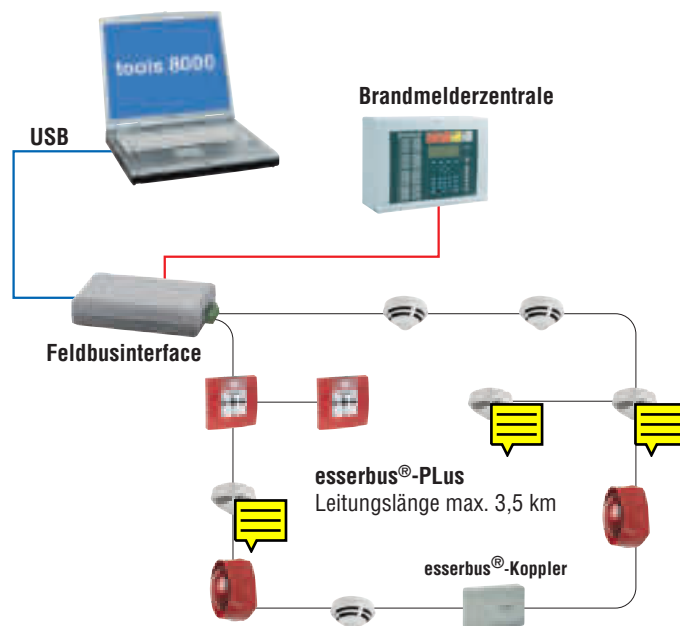 tools 8000
Brandmelderzentrale
USB
Feldbusinterface
esserbus®-PLus
Leitungslänge max. 3,5 km
esserbus®-Koppler